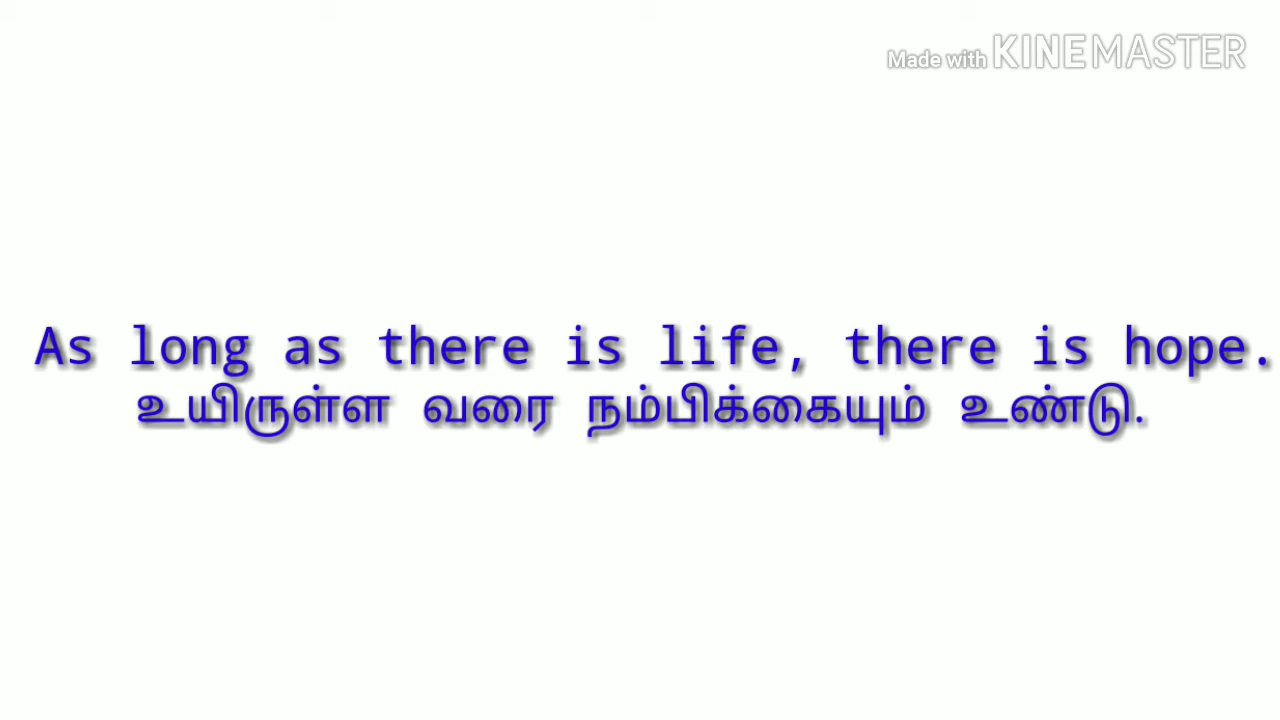 Made with KINEMASTER
As long as there is life, there is hope.
உயிருள்ள வரை நம்பிக்கையும் உண்டு.